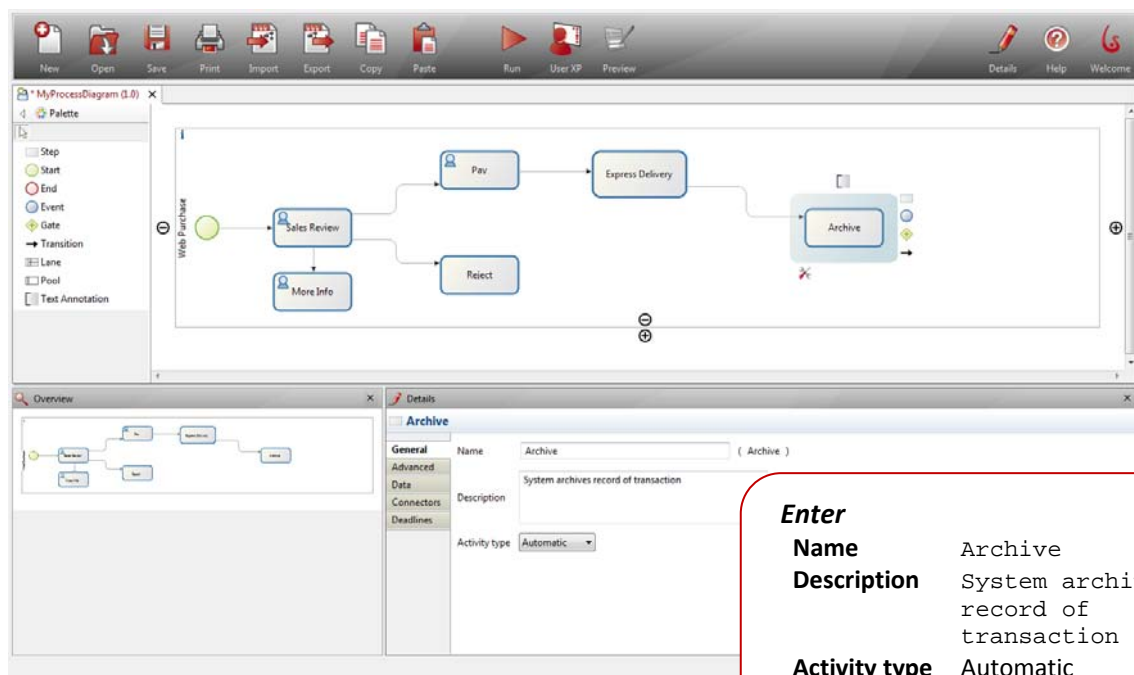 New Open Save Print Import Export Copy Paste Run User XP Preview Details Help Welcome
* MyProcessDiagram (1.0)
Palette
Step
Start
End
Event
Gate
Transition
Lane
Pool
Text Annotation
Web Purchase
Sales Review
More Info
Pay
Reject
Express Delivery
Archive
Overview
Details
Archive
General
Advanced
Data
Connectors
Deadlines
Name Archive ( Archive )
Description System archives record of transaction
Activity type Automatic
Enter
Name Archive
Description System archi
record of
transaction
Activity type Automatic